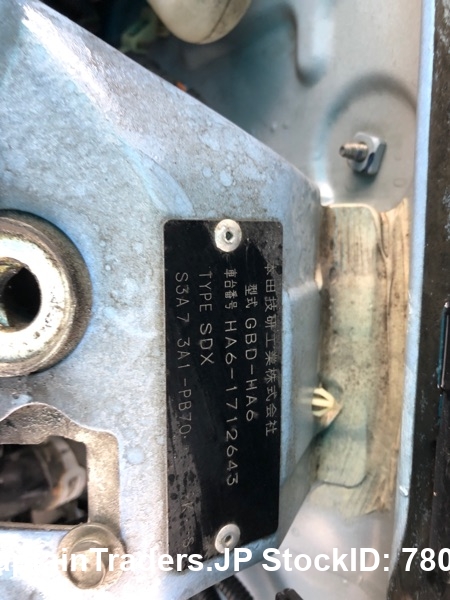 本田技研工業株式会社
型式 GBD-HA6
車台番号 HA6-1712643
TYPE SDX
S3A7 3A1-PB70-
inTraders.JP StockID: 780